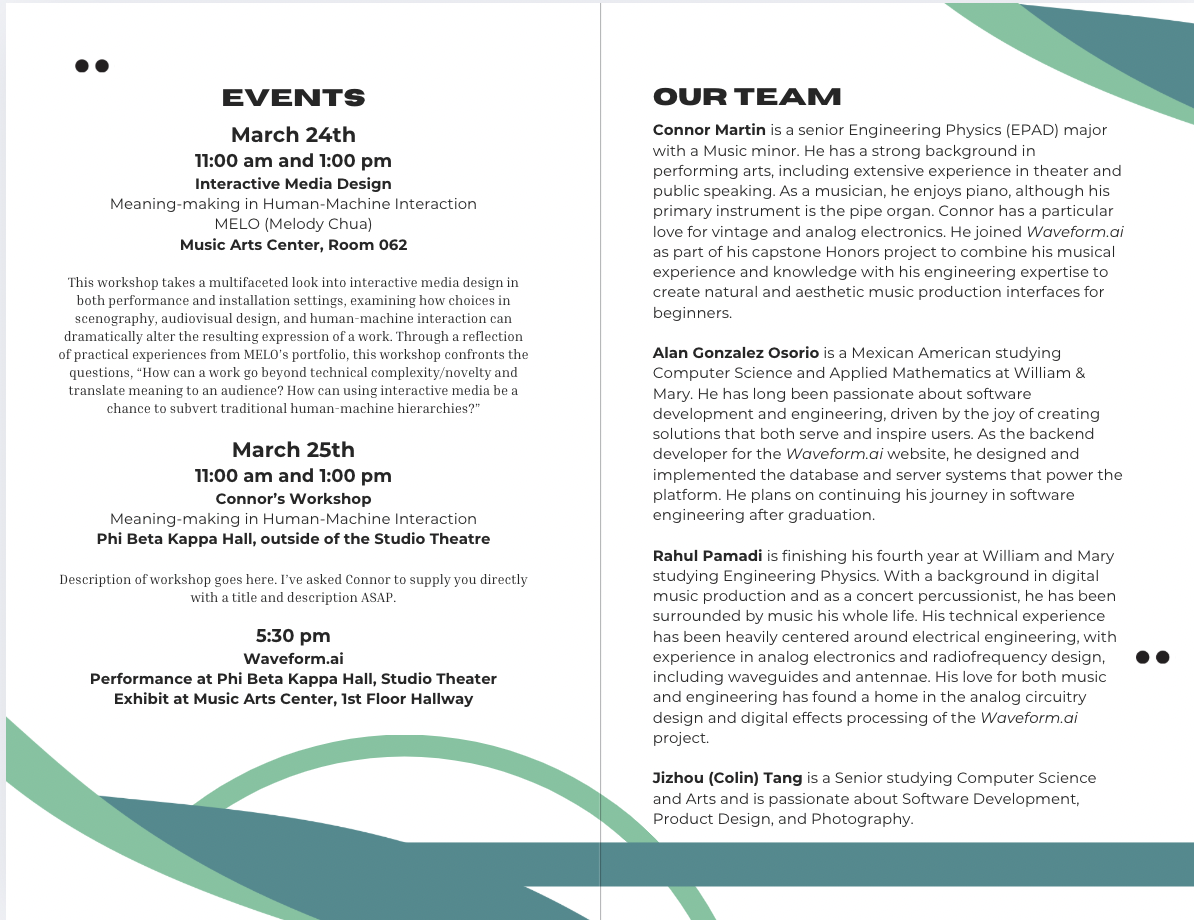 EVENTS
March 24th
11:00 am and 1:00 pm
Interactive Media Design
Meaning-making in Human-Machine Interaction
MELO (Melody Chua)
Music Arts Center, Room 062
This workshop takes a multifaceted look into interactive media design in
both performance and installation settings, examining how choices in
scenography, audiovisual design, and human-machine interaction can
dramatically alter the resulting expression of a work. Through a reflection
of practical experiences from MELO’s portfolio, this workshop confronts the
questions, “How can a work go beyond technical complexity/novelty and
translate meaning to an audience? How can using interactive media be a
chance to subvert traditional human-machine hierarchies?”
March 25th
11:00 am and 1:00 pm
Connor’s Workshop
Meaning-making in Human-Machine Interaction
Phi Beta Kappa Hall, outside of the Studio Theatre
Description of workshop goes here. I’ve asked Connor to supply you directly
with a title and description ASAP.
5:30 pm
Waveform.ai
Performance at Phi Beta Kappa Hall, Studio Theater
Exhibit at Music Arts Center, 1st Floor Hallway
OUR TEAM
Connor Martin is a senior Engineering Physics (EPAD) major
with a Music minor. He has a strong background in
performing arts, including extensive experience in theater and
public speaking. As a musician, he enjoys piano, although his
primary instrument is the pipe organ. Connor has a particular
love for vintage and analog electronics. He joined Waveform.ai
as part of his capstone Honors project to combine his musical
experience and knowledge with his engineering expertise to
create natural and aesthetic music production interfaces for
beginners.
Alan Gonzalez Osorio is a Mexican American studying
Computer Science and Applied Mathematics at William &
Mary. He has long been passionate about software
development and engineering, driven by the joy of creating
solutions that both serve and inspire users. As the backend
developer for the Waveform.ai website, he designed and
implemented the database and server systems that power the
platform. He plans on continuing his journey in software
engineering after graduation.
Rahul Pamadi is finishing his fourth year at William and Mary
studying Engineering Physics. With a background in digital
music production and as a concert percussionist, he has been
surrounded by music his whole life. His technical experience
has been heavily centered around electrical engineering, with
experience in analog electronics and radiofrequency design,
including waveguides and antennae. His love for both music
and engineering has found a home in the analog circuitry
design and digital effects processing of the Waveform.ai
project.
Jizhou (Colin) Tang is a Senior studying Computer Science
and Arts and is passionate about Software Development,
Product Design, and Photography.